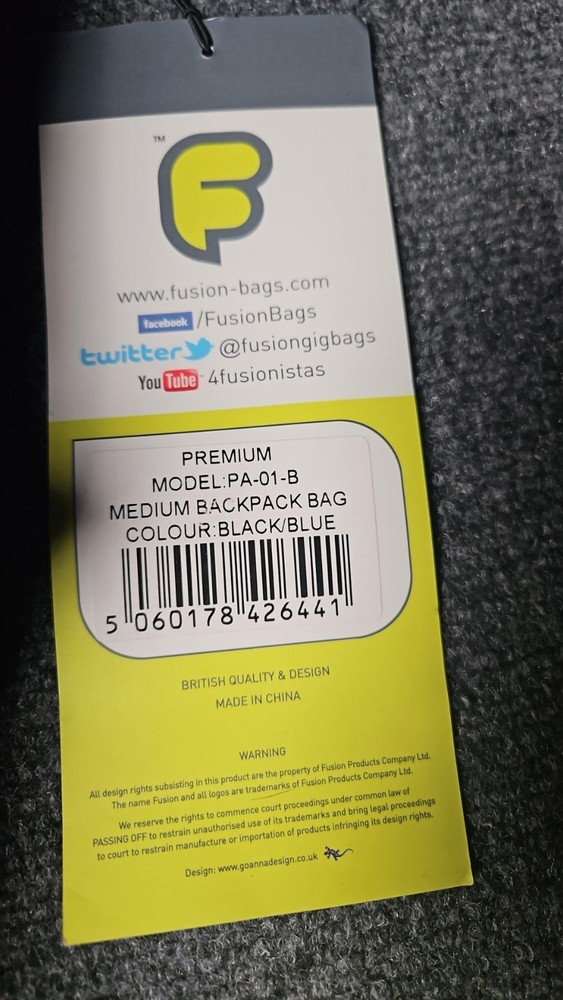 TM
F
www.fusion-bags.com
facebook /FusionBags
twitter @fusiongigbags
YouTube 4fusionistas
PREMIUM
MODEL:PA-01-B
MEDIUM BACKPACK BAG
COLOUR:BLACK/BLUE
5 060178 426441
BRITISH QUALITY & DESIGN
MADE IN CHINA
WARNING
All design rights subsisting in this product are the property of Fusion Products Company Ltd.
The name Fusion and all logos are trademarks of Fusion Products Company Ltd.
We reserve the rights to commence court proceedings under common law of
PASSING OFF to restrain unauthorised use of its trademarks and bring legal proceedings
to court to restrain manufacture or importation of products infringing its design rights.
Design: www.goannadesign.co.uk